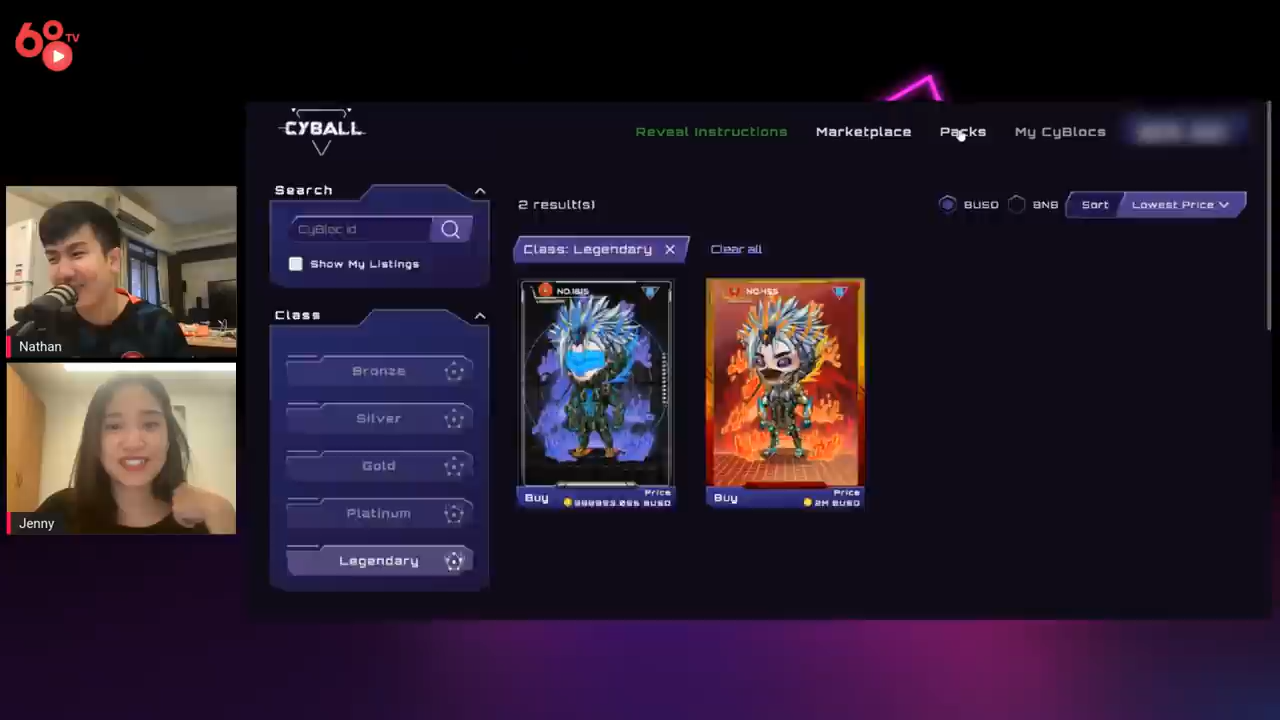 68 TV
CYBALL
Reveal Instructions
Marketplace
Packs
My CyBlocs
Search
CyBloc id
Show My Listings
2 result(s)
BUSD
BNB
Sort
Lowest Price
Class: Legendary
Clear all
Class
Bronze
Silver
Gold
Platinum
Legendary
NO.1815
Buy
Price
BUSD
NO.455
Buy
Price
2M BUSD
Nathan
Jenny